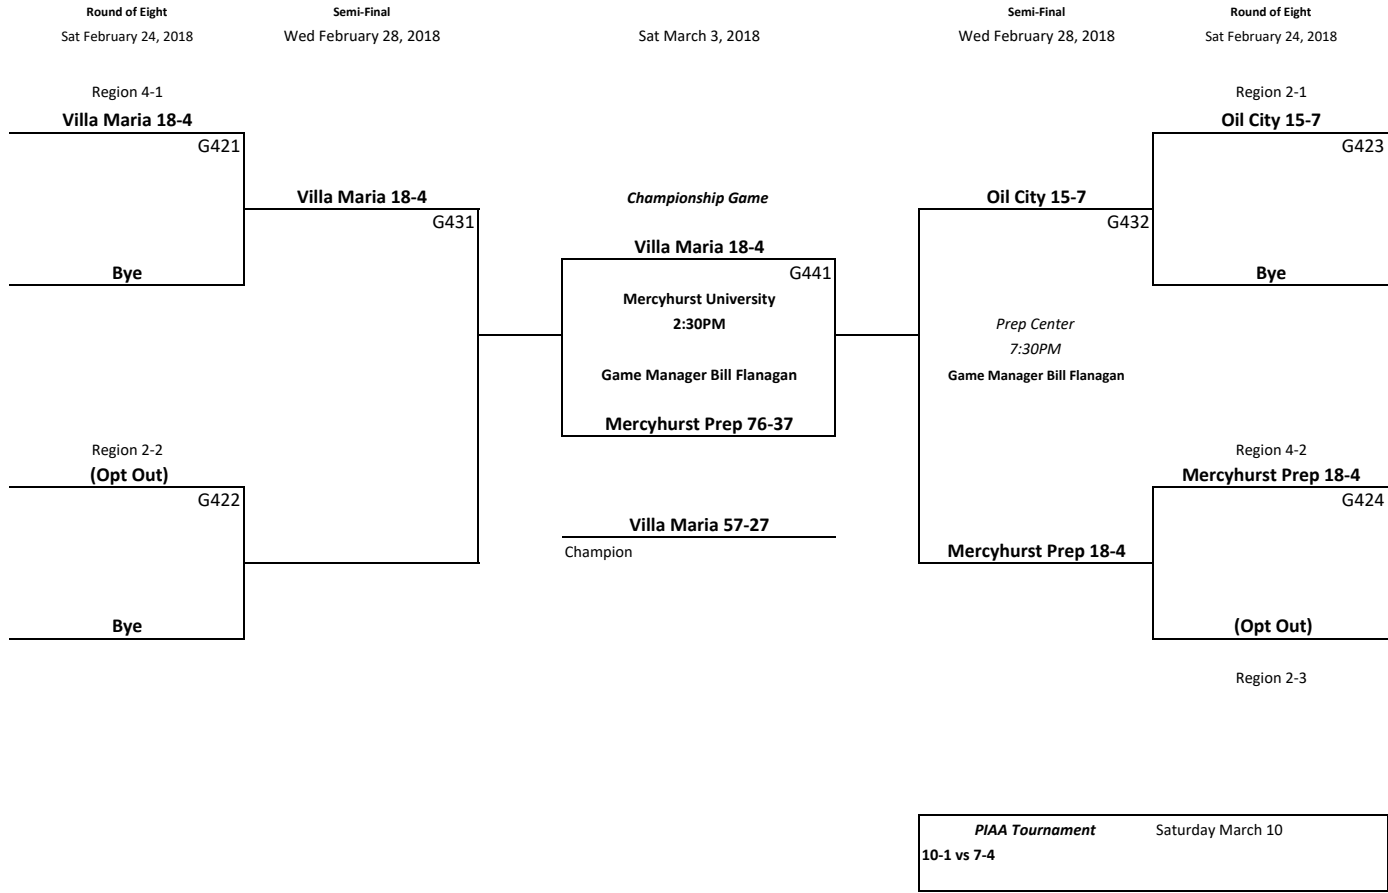 Round of Eight
Semi-Final
Semi-Final
Round of Eight
Sat February 24, 2018
Wed February 28, 2018
Sat March 3, 2018
Wed February 28, 2018
Sat February 24, 2018
Region 4-1
Region 2-1
Villa Maria 18-4
Oil City 15-7
G421
G423
Villa Maria 18-4
Championship Game
Oil City 15-7
G431
G432
Villa Maria 18-4
Bye
G441
Bye
Mercyhurst University
2:30PM
Prep Center
7:30PM
Game Manager Bill Flanagan
Game Manager Bill Flanagan
Mercyhurst Prep 76-37
Region 2-2
Region 4-2
(Opt Out)
Mercyhurst Prep 18-4
G422
G424
Villa Maria 57-27
Champion
Mercyhurst Prep 18-4
Bye
(Opt Out)
Region 2-3
PIAA Tournament
Saturday March 10
10-1 vs 7-4